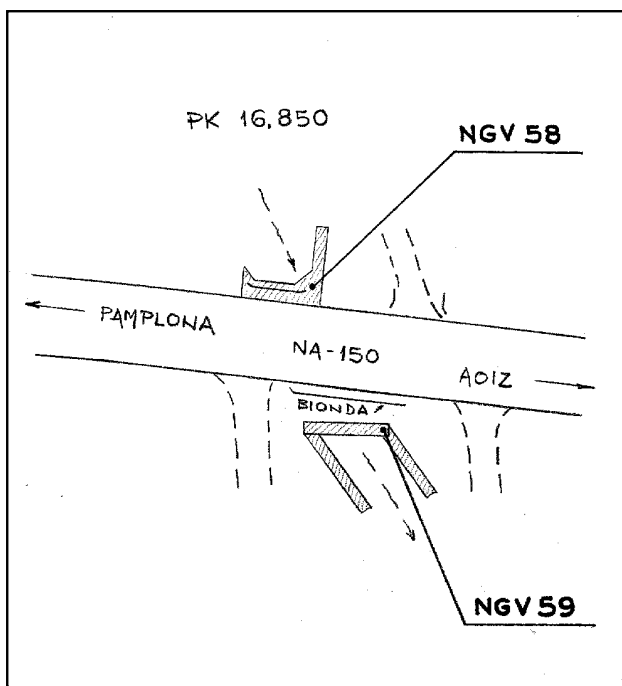 PK 16,850
NGV 58
PAMPLONA
NA-150
AOIZ
BIONDA
NGV 59